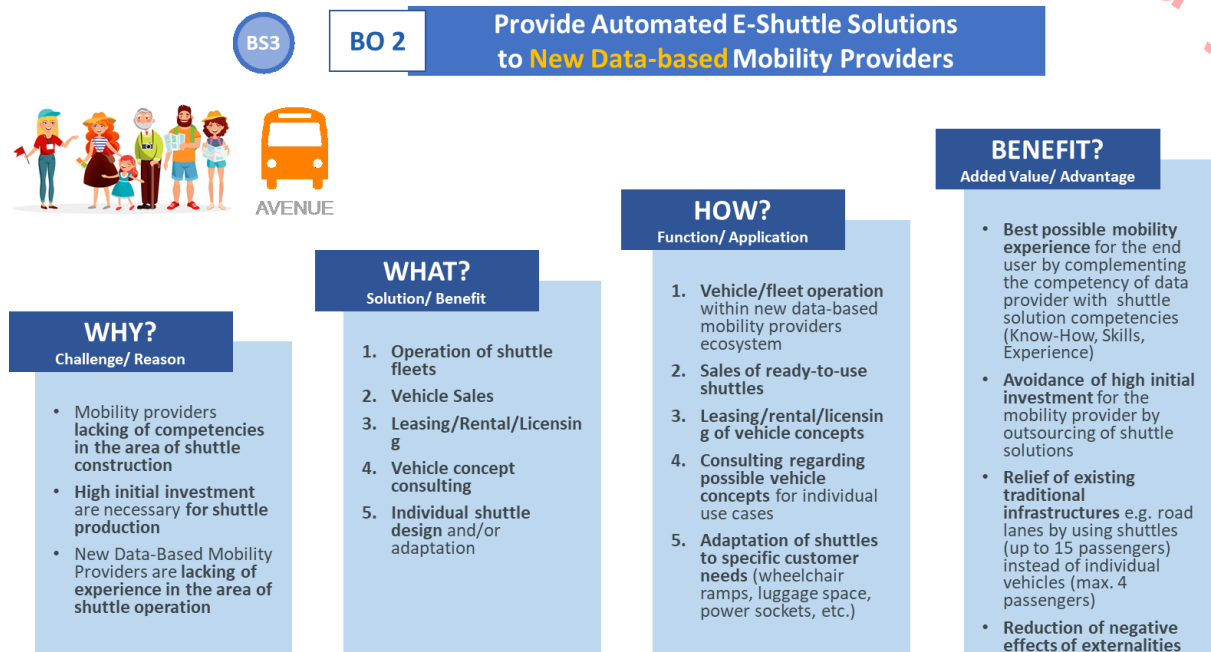 BS3
BO 2
Provide Automated E-Shuttle Solutions
to New Data-based Mobility Providers
AVENUE
WHY?
Challenge/ Reason
• Mobility providers
lacking of competencies
in the area of shuttle
construction
• High initial investment
are necessary for shuttle
production
• New Data-Based Mobility
Providers are lacking of
experience in the area of
shuttle operation
WHAT?
Solution/ Benefit
1. Operation of shuttle
fleets
2. Vehicle Sales
3. Leasing/Rental/Licensin
g
4. Vehicle concept
consulting
5. Individual shuttle
design and/or
adaptation
HOW?
Function/ Application
1. Vehicle/fleet operation
within new data-based
mobility providers
ecosystem
2. Sales of ready-to-use
shuttles
3. Leasing/rental/licensin
g of vehicle concepts
4. Consulting regarding
possible vehicle
concepts for individual
use cases
5. Adaptation of shuttles
to specific customer
needs (wheelchair
ramps, luggage space,
power sockets, etc.)
BENEFIT?
Added Value/ Advantage
• Best possible mobility
experience for the end
user by complementing
the competency of data
provider with shuttle
solution competencies
(Know-How, Skills,
Experience)
• Avoidance of high initial
investment for the
mobility provider by
outsourcing of shuttle
solutions
• Relief of existing
traditional
infrastructures e.g. road
lanes by using shuttles
(up to 15 passengers)
instead of individual
vehicles (max. 4
passengers)
• Reduction of negative
effects of externalities